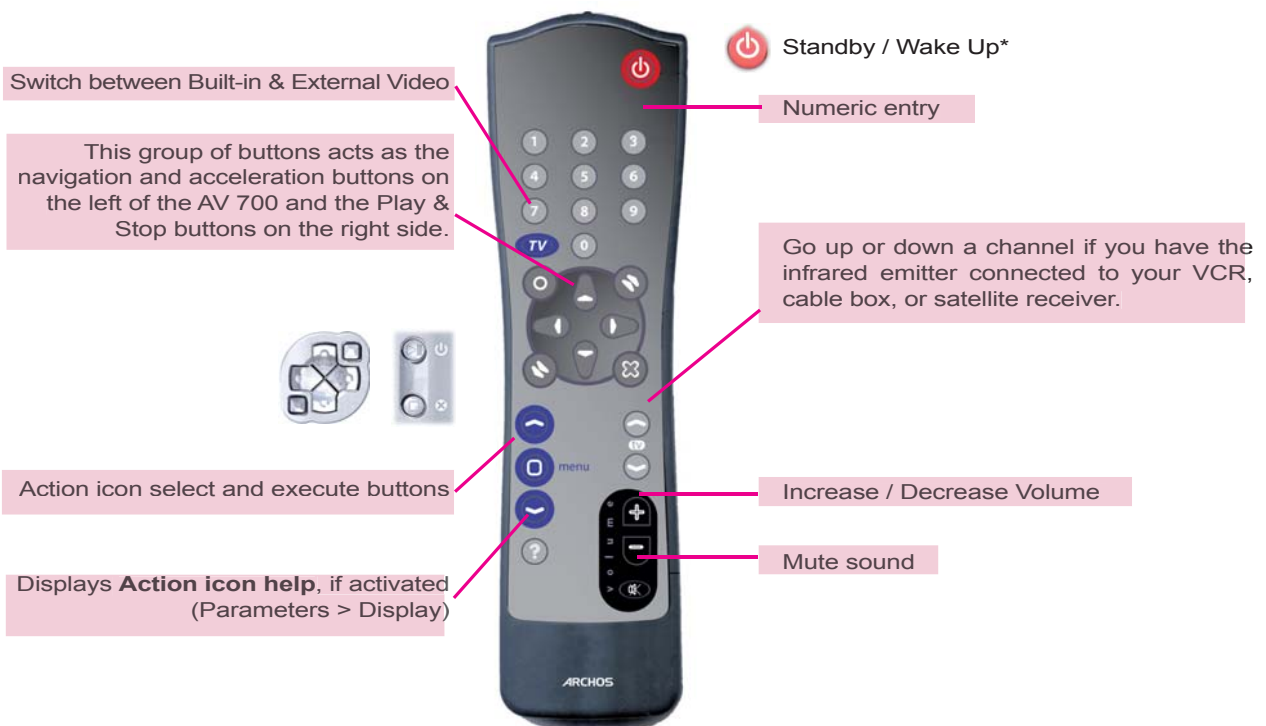 Standby / Wake Up*
Switch between Built-in & External Video
Numeric entry
This group of buttons acts as the
navigation and acceleration buttons on
the left of the AV 700 and the Play &
Stop buttons on the right side.
1 2 3
4 5 6
7 8 9
TV 0
Go up or down a channel if you have the
infrared emitter connected to your VCR,
cable box, or satellite receiver.
TV
menu
Action icon select and execute buttons
Increase / Decrease Volume
volume
?
Mute sound
Displays Action icon help, if activated
(Parameters > Display)
ARCHOS